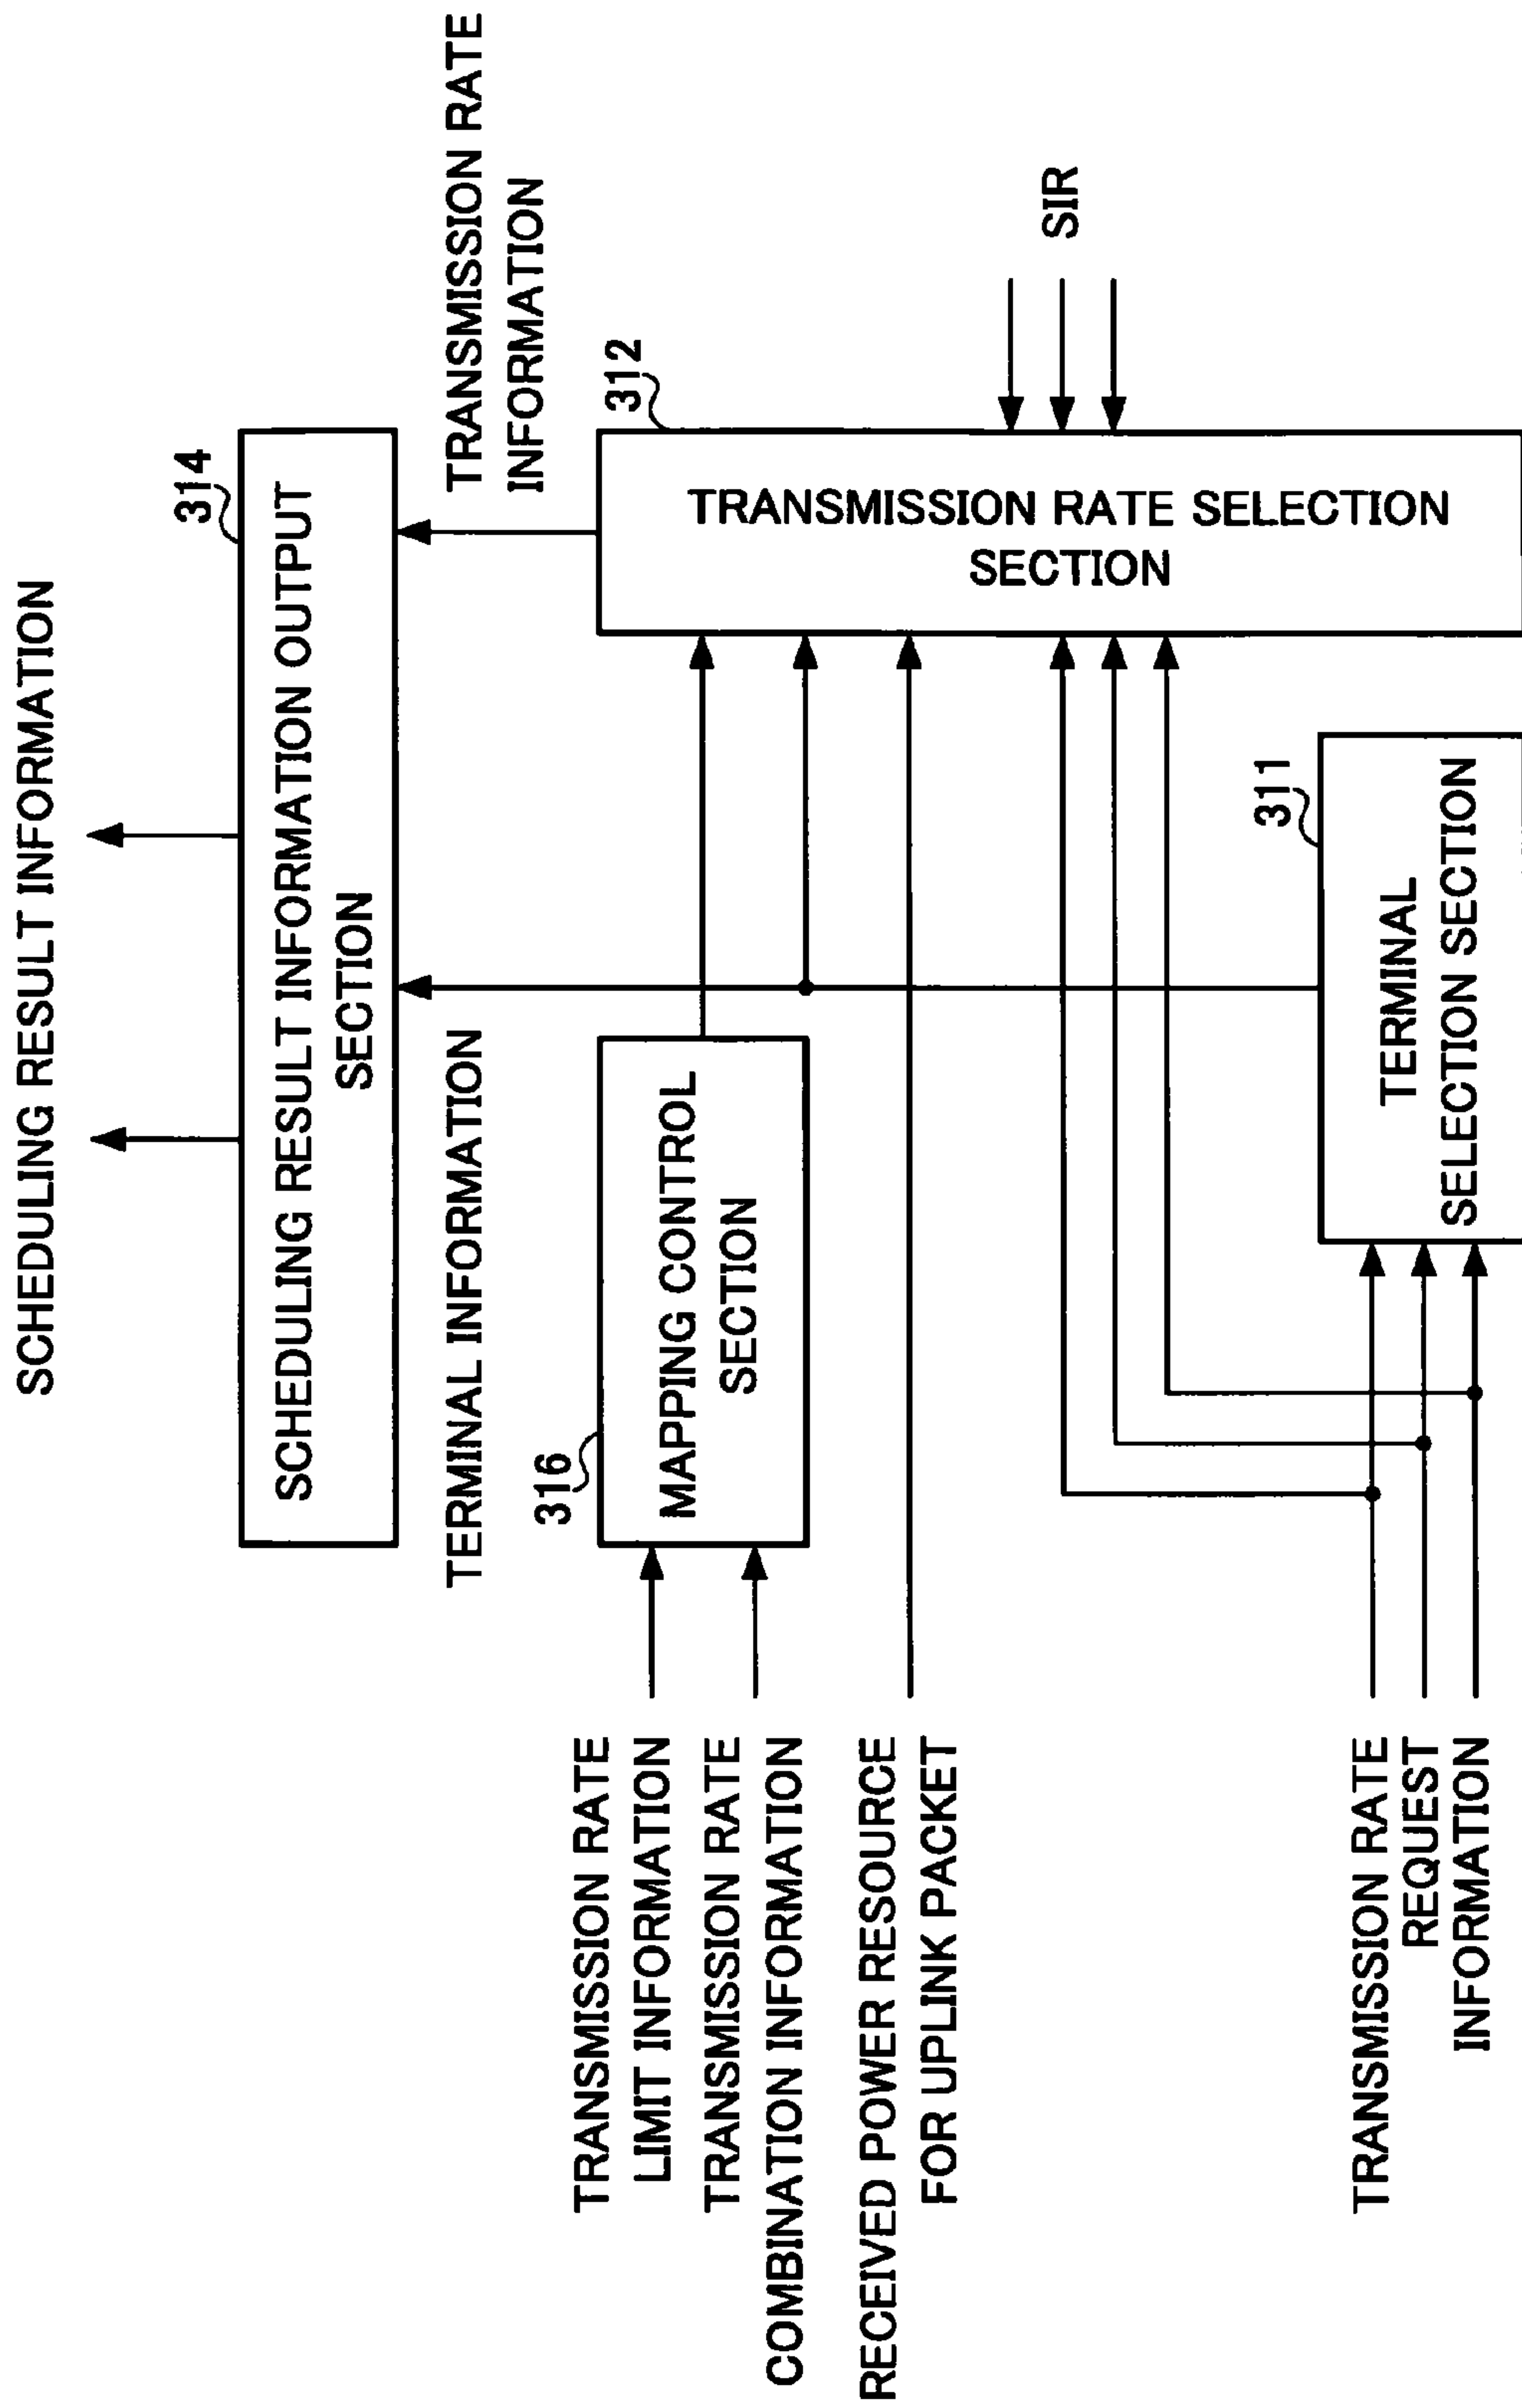 SCHEDULING RESULT INFORMATION
314
SCHEDULING RESULT INFORMATION OUTPUT
SECTION
TERMINAL INFORMATION
TRANSMISSION RATE
INFORMATION
316
MAPPING CONTROL
SECTION
312
TRANSMISSION RATE SELECTION
SECTION
SIR
TRANSMISSION RATE
LIMIT INFORMATION
TRANSMISSION RATE
COMBINATION INFORMATION
RECEIVED POWER RESOURCE
FOR UPLINK PACKET
311
TERMINAL
SELECTION SECTION
TRANSMISSION RATE
REQUEST
INFORMATION